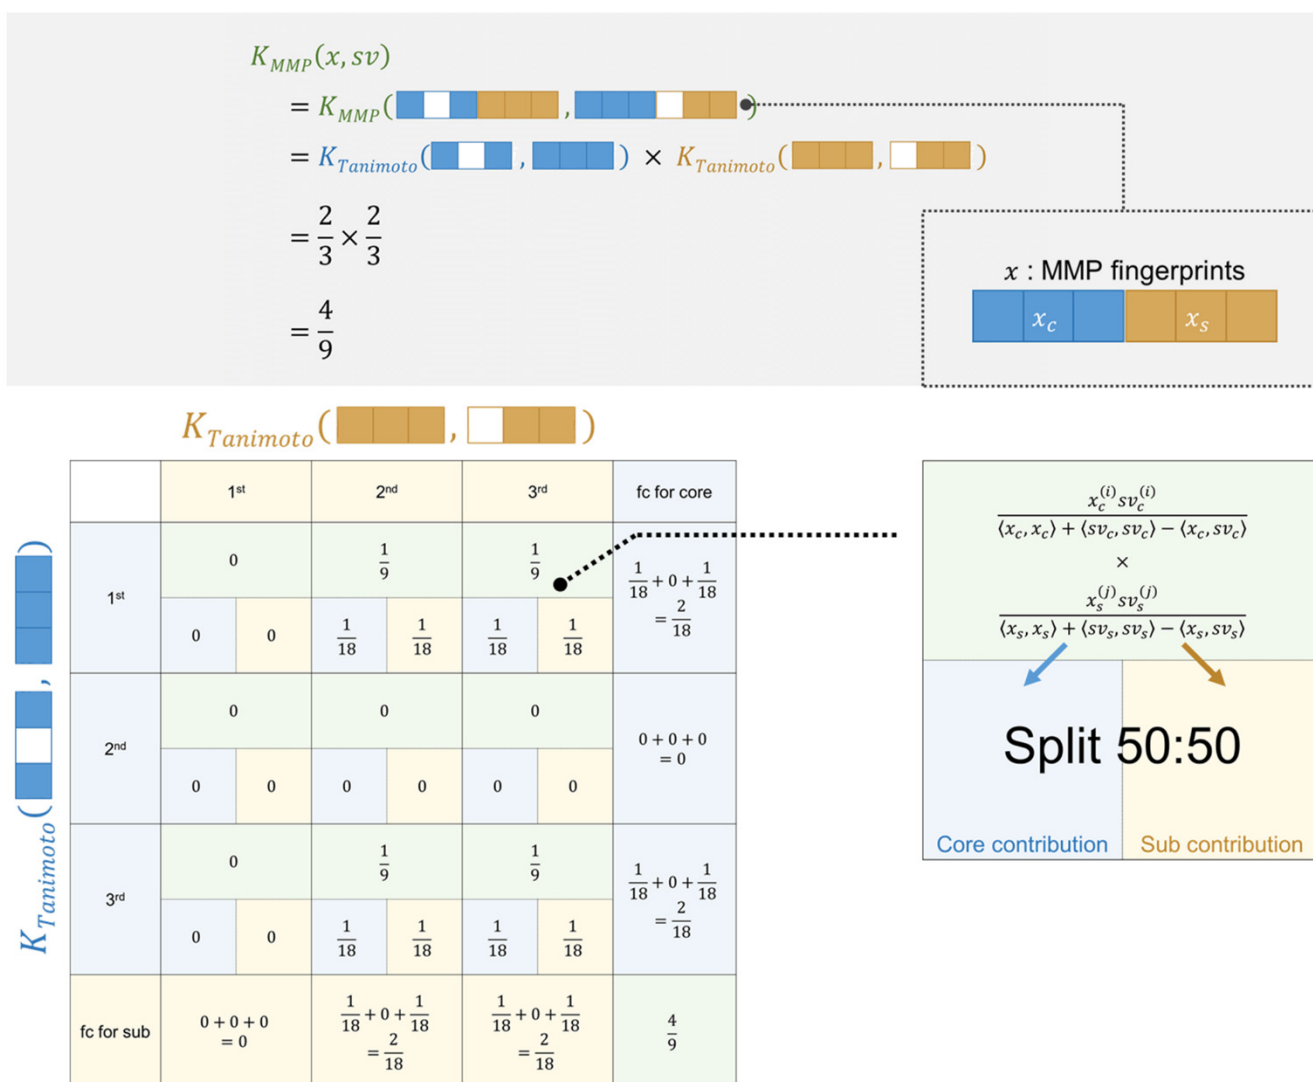 K_MMP(x, sv)
= K_MMP( , )
= K_Tanimoto( , ) × K_Tanimoto( , )
= 2/3 × 2/3
= 4/9
x : MMP fingerprints
x_c x_s
K_Tanimoto( , )
K_Tanimoto( , )
1st 2nd 3rd fc for core
1st
0 1/9 1/9
0 0 1/18 1/18 1/18 1/18
1/18 + 0 + 1/18
= 2/18
2nd
0 0 0
0 0 0 0 0 0
0 + 0 + 0
= 0
3rd
0 1/9 1/9
0 0 1/18 1/18 1/18 1/18
1/18 + 0 + 1/18
= 2/18
fc for sub
0 + 0 + 0
= 0
1/18 + 0 + 1/18
= 2/18
1/18 + 0 + 1/18
= 2/18
4/9
x_c^(i) sv_c^(i)
⟨x_c, x_c⟩ + ⟨sv_c, sv_c⟩ − ⟨x_c, sv_c⟩
×
x_s^(j) sv_s^(j)
⟨x_s, x_s⟩ + ⟨sv_s, sv_s⟩ − ⟨x_s, sv_s⟩
Split 50:50
Core contribution Sub contribution